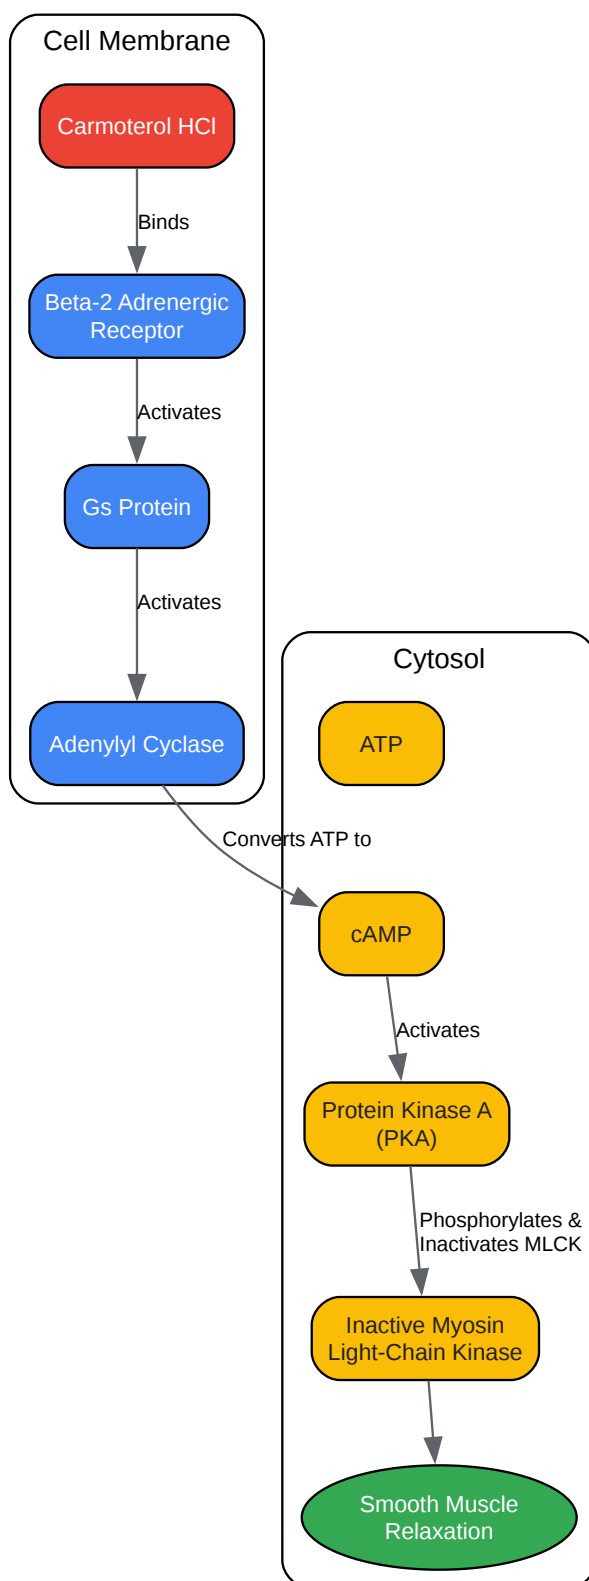 Cell Membrane
Carmoterol HCl
Binds
Beta-2 Adrenergic
Receptor
Activates
Gs Protein
Activates
Adenylyl Cyclase
Cytosol
ATP
Converts ATP to
cAMP
Activates
Protein Kinase A
(PKA)
Phosphorylates &
Inactivates MLCK
Inactive Myosin
Light-Chain Kinase
Smooth Muscle
Relaxation